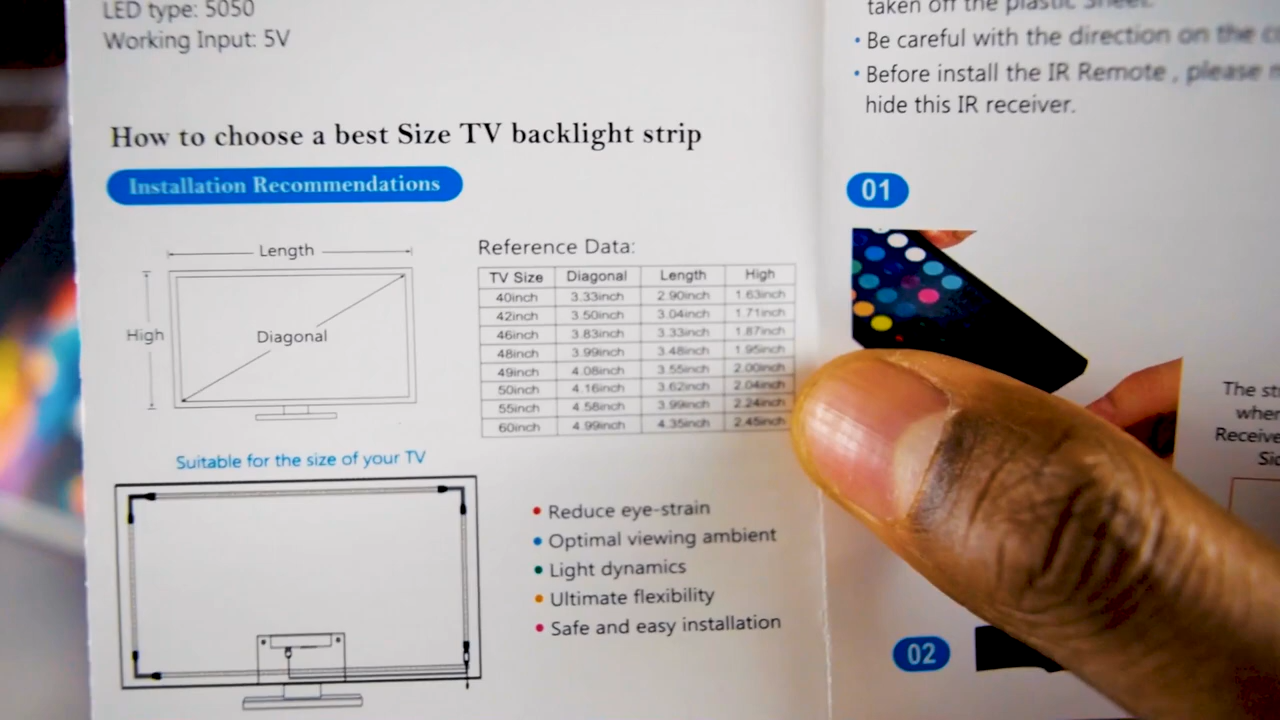 LED type: 5050
Working Input: 5V
How to choose a best Size TV backlight strip
Installation Recommendations
Length
High
Diagonal
Reference Data:
TV Size Diagonal Length High
40inch 3.33inch 2.90inch 1.63inch
42inch 3.50inch 3.04inch 1.71inch
46inch 3.83inch 3.33inch 1.87inch
48inch 3.99inch 3.48inch 1.95inch
49inch 4.08inch 3.55inch 2.00inch
50inch 4.16inch 3.62inch 2.04inch
55inch 4.58inch 3.99inch 2.24inch
60inch 4.99inch 4.35inch 2.45inch
Suitable for the size of your TV
• Reduce eye-strain
• Optimal viewing ambient
• Light dynamics
• Ultimate flexibility
• Safe and easy installation
taken off the plastic Sheet.
• Be careful with the direction on the
• Before install the IR Remote , please
hide this IR receiver.
01
The
02